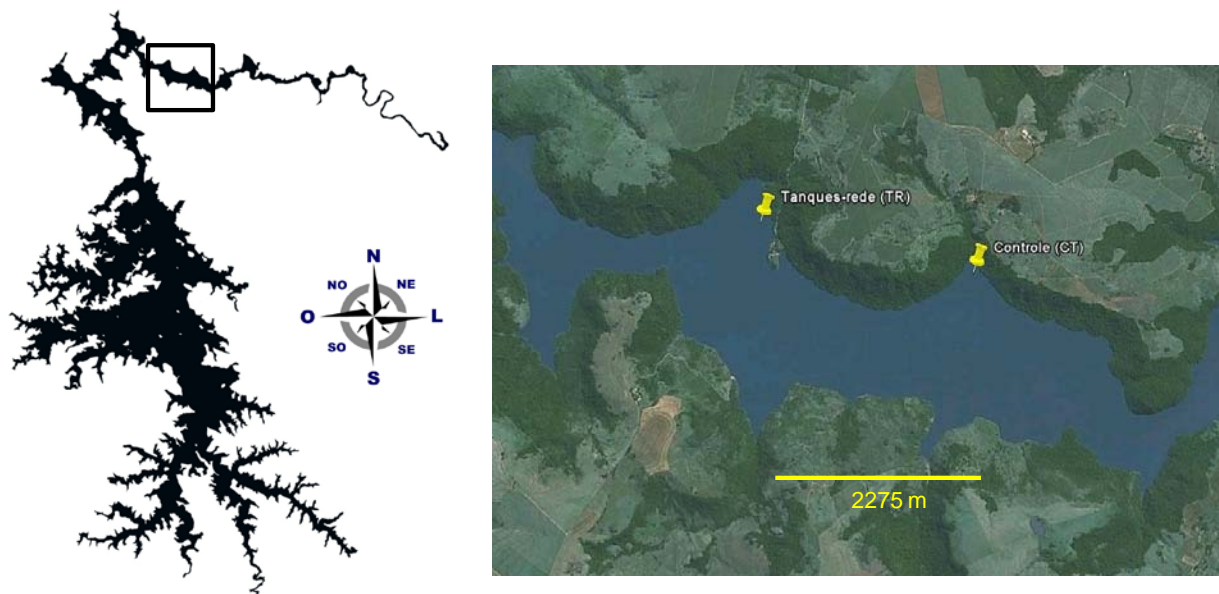 N
NO
NE
O
L
SO
SE
S
Tanques-rede (TR)
Controle (CT)
2275 m